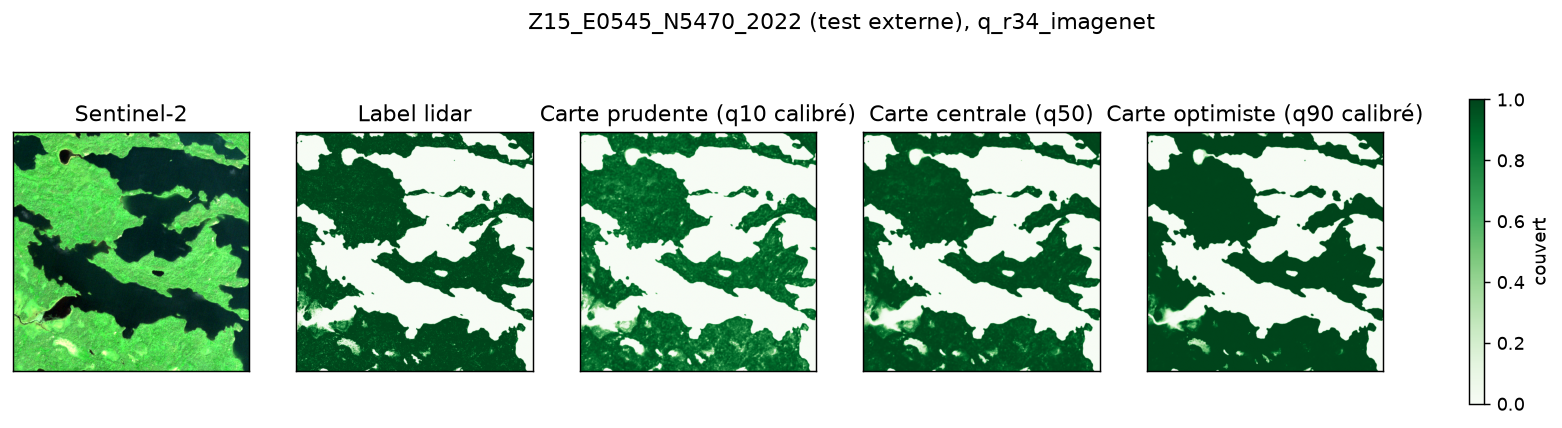 Z15_E0545_N5470_2022 (test externe), q_r34_imagenet
Sentinel-2
Label lidar
Carte prudente (q10 calibré)
Carte centrale (q50)
Carte optimiste (q90 calibré)
1.0
0.8
0.6
0.4
0.2
0.0
couvert